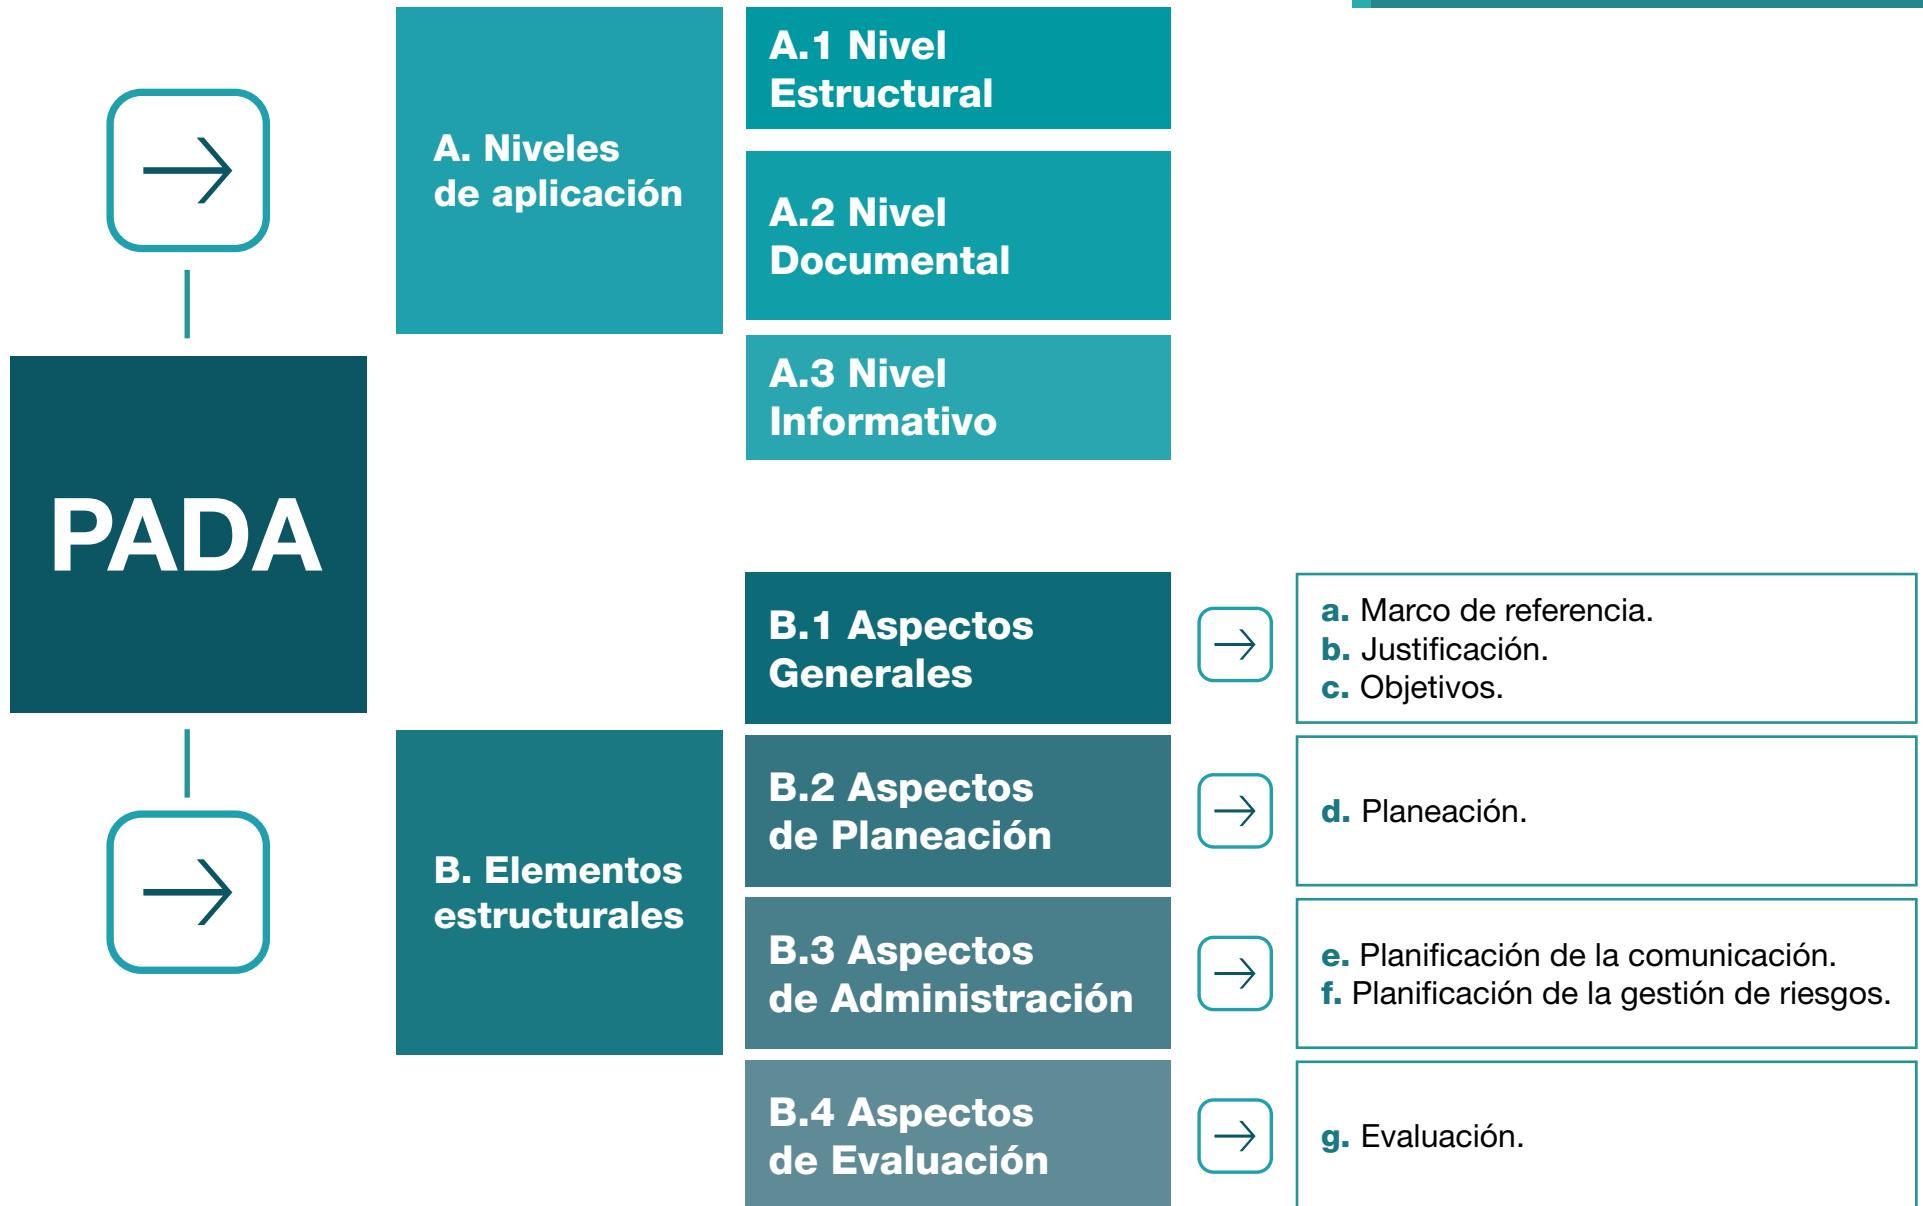 PADA
A. Niveles
de aplicación
A.1 Nivel
Estructural
A.2 Nivel
Documental
A.3 Nivel
Informativo
B. Elementos
estructurales
B.1 Aspectos
Generales
a. Marco de referencia.
b. Justificación.
c. Objetivos.
B.2 Aspectos
de Planeación
d. Planeación.
B.3 Aspectos
de Administración
e. Planificación de la comunicación.
f. Planificación de la gestión de riesgos.
B.4 Aspectos
de Evaluación
g. Evaluación.